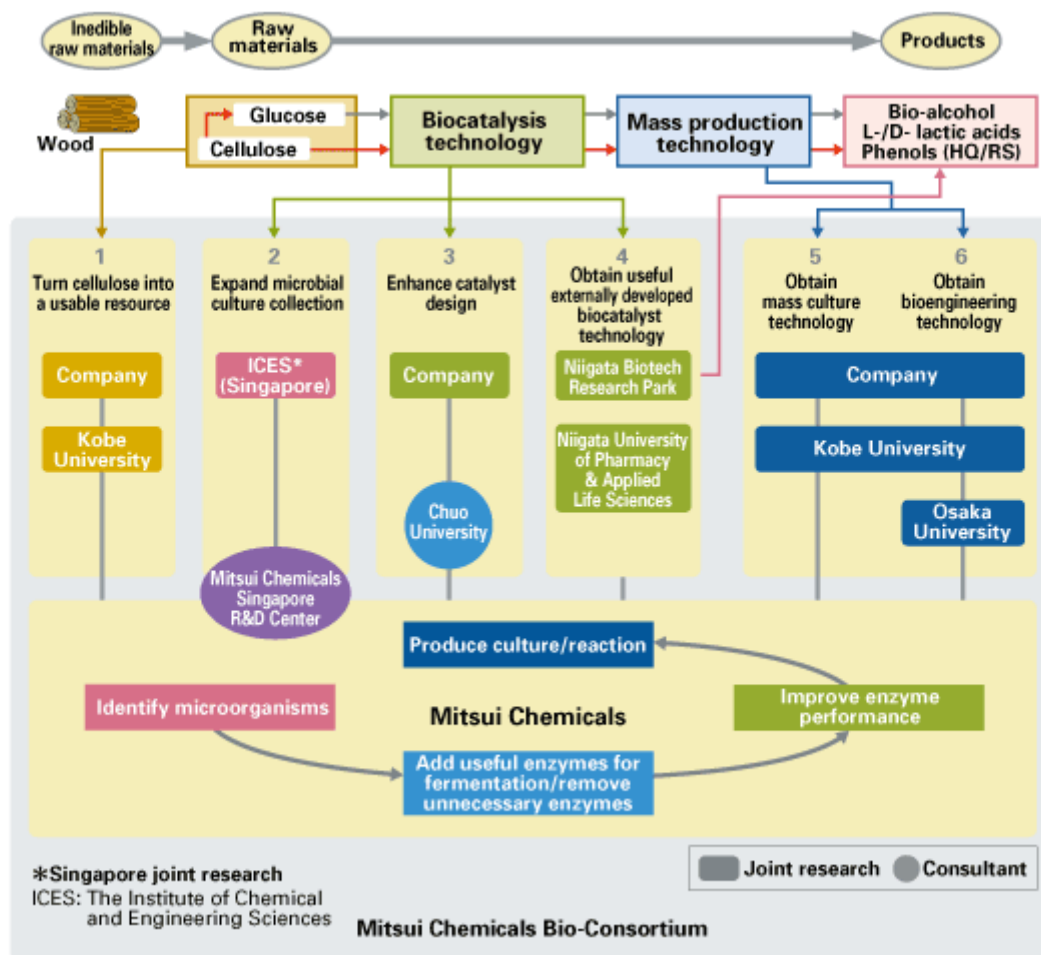 Inedible
raw materials
Raw
materials
Products
Wood
Glucose
Cellulose
Biocatalysis
technology
Mass production
technology
Bio-alcohol
L-/D- lactic acids
Phenols (HQ/RS)
1
Turn cellulose into
a usable resource
Company
Kobe
University
2
Expand microbial
culture collection
ICES*
(Singapore)
Mitsui Chemicals
Singapore
R&D Center
3
Enhance catalyst
design
Company
Chuo
University
4
Obtain useful
externally developed
biocatalyst
technology
Niigata Biotech
Research Park
Niigata University
of Pharmacy
& Applied
Life Sciences
5
Obtain
mass culture
technology
6
Obtain
bioengineering
technology
Company
Kobe University
Osaka
University
Produce culture/reaction
Identify microorganisms
Mitsui Chemicals
Improve enzyme
performance
Add useful enzymes for
fermentation/remove
unnecessary enzymes
*Singapore joint research
ICES: The Institute of Chemical
and Engineering Sciences
Joint research
Consultant
Mitsui Chemicals Bio-Consortium